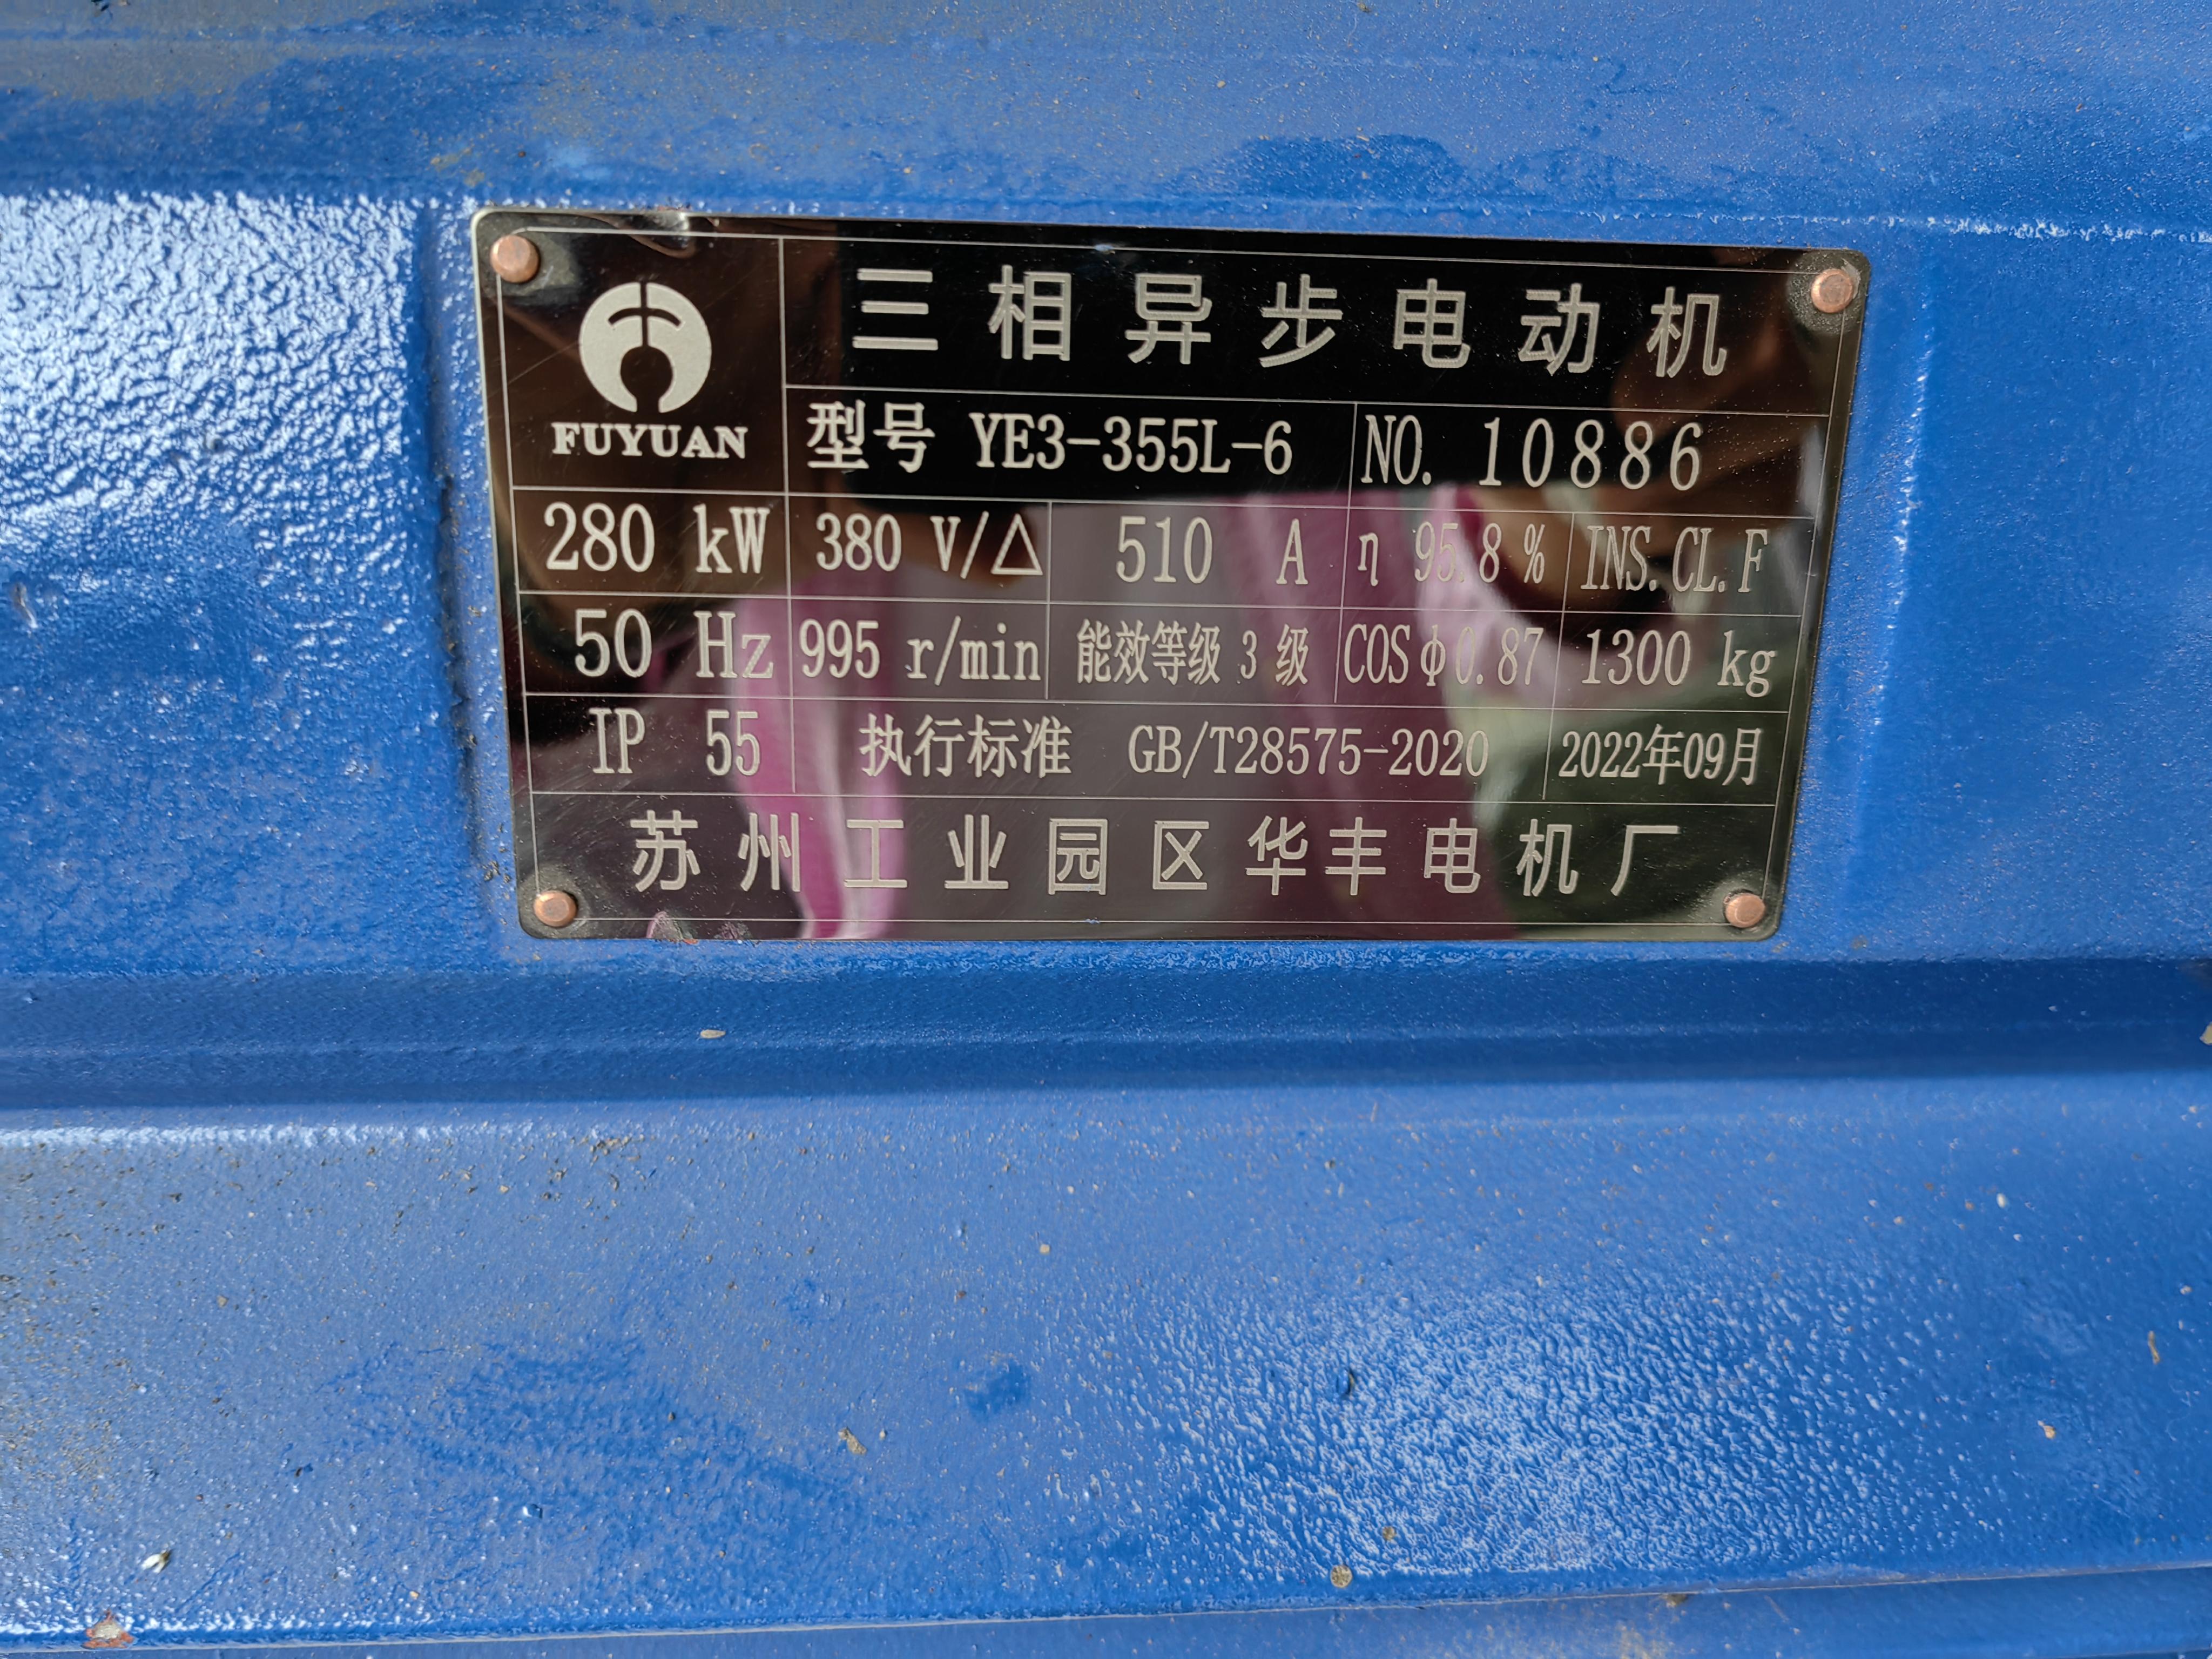 三相异步电动机
FUYUAN
型号 YE3-355L-6 NO. 10886
280 kW 380 V/△ 510 A η 95.8 % INS.CL.F
50 Hz 995 r/min 能效等级 3 级 COSφ0.87 1300 kg
IP 55 执行标准 GB/T28575-2020 2022年09月
苏州工业园区华丰电机厂